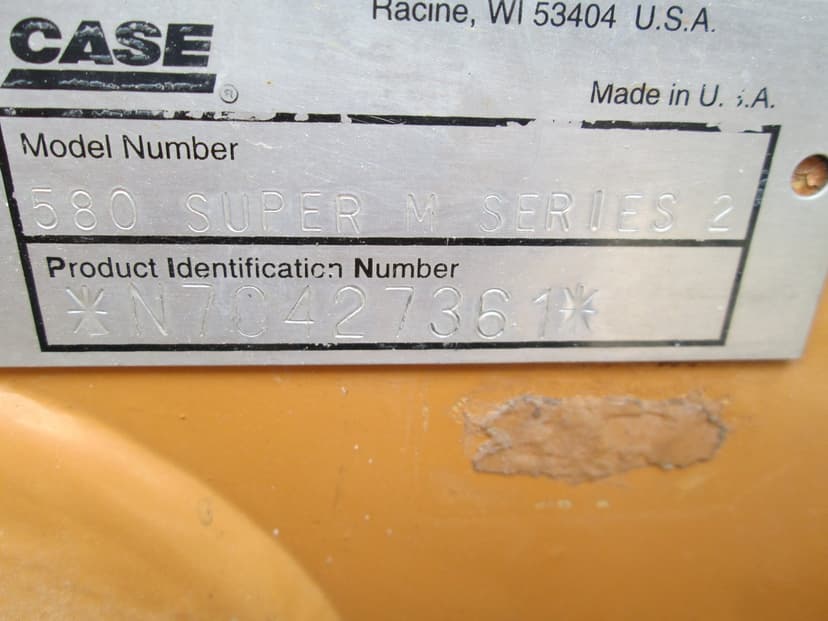 Racine, WI 53404 U.S.A.
CASE®
Made in U.S.A.
Model Number
580 SUPER M SERIES 2
Product Identification Number
*N7C427361*